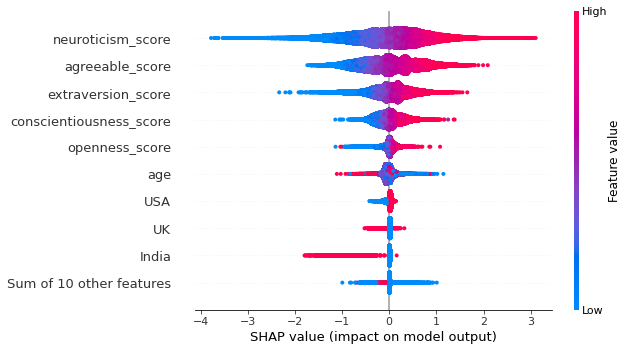 High
neuroticism_score
agreeable_score
extraversion_score
conscientiousness_score
openness_score
age
USA
UK
India
Sum of 10 other features
Feature value
Low
−4 −3 −2 −1 0 1 2 3
SHAP value (impact on model output)